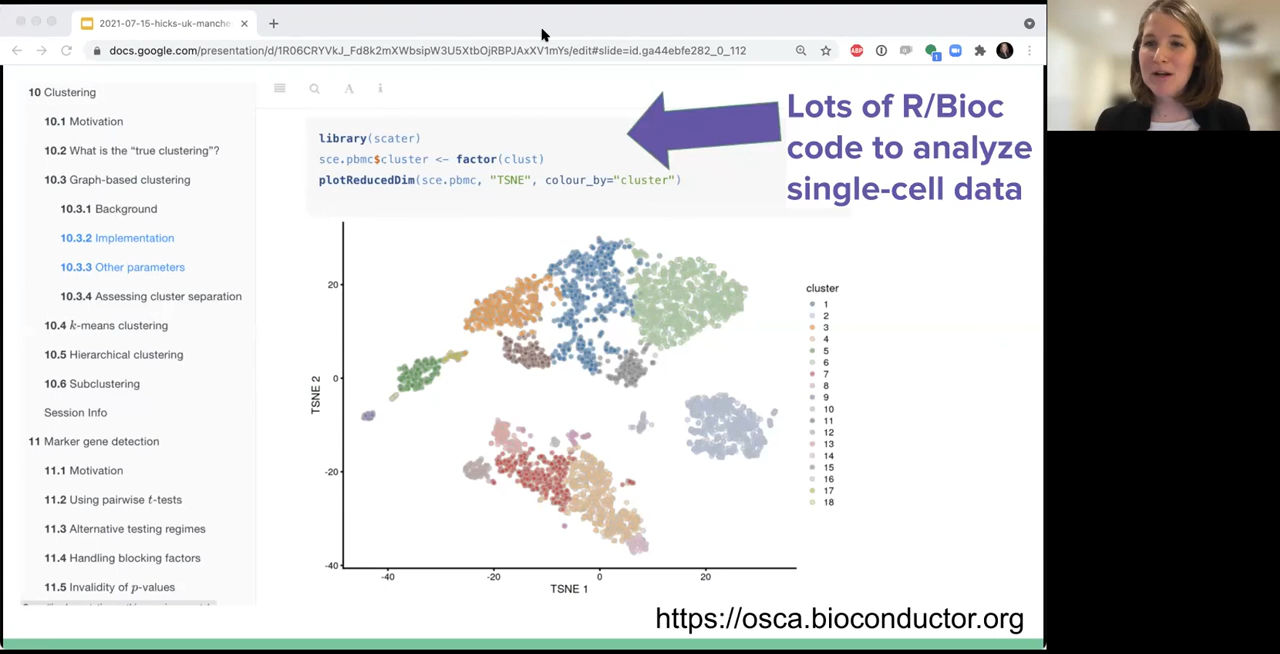 2021-07-15-hicks-uk-manche
docs.google.com/presentation/d/1R06CRYVkJ_Fd8k2mXWbsipW3U5XtbOjRBPJAxXV1mYs/edit#slide=id.ga44ebfe282_0_112
ABP
1
10 Clustering
10.1 Motivation
10.2 What is the “true clustering”?
10.3 Graph-based clustering
10.3.1 Background
10.3.2 Implementation
10.3.3 Other parameters
10.3.4 Assessing cluster separation
10.4 k-means clustering
10.5 Hierarchical clustering
10.6 Subclustering
Session Info
11 Marker gene detection
11.1 Motivation
11.2 Using pairwise t-tests
11.3 Alternative testing regimes
11.4 Handling blocking factors
11.5 Invalidity of p-values
A
i
library(scater)
sce.pbmc$cluster <- factor(clust)
plotReducedDim(sce.pbmc, "TSNE", colour_by="cluster")
Lots of R/Bioc
code to analyze
single-cell data
20
0
-20
-40
TSNE 2
-40
-20
0
20
TSNE 1
cluster
1
2
3
4
5
6
7
8
9
10
11
12
13
14
15
16
17
18
https://osca.bioconductor.org